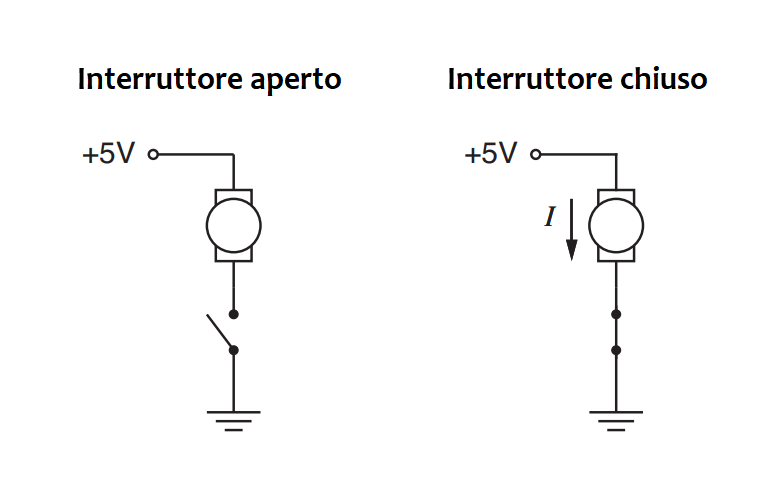 Interruttore aperto
Interruttore chiuso
+5V
+5V
I